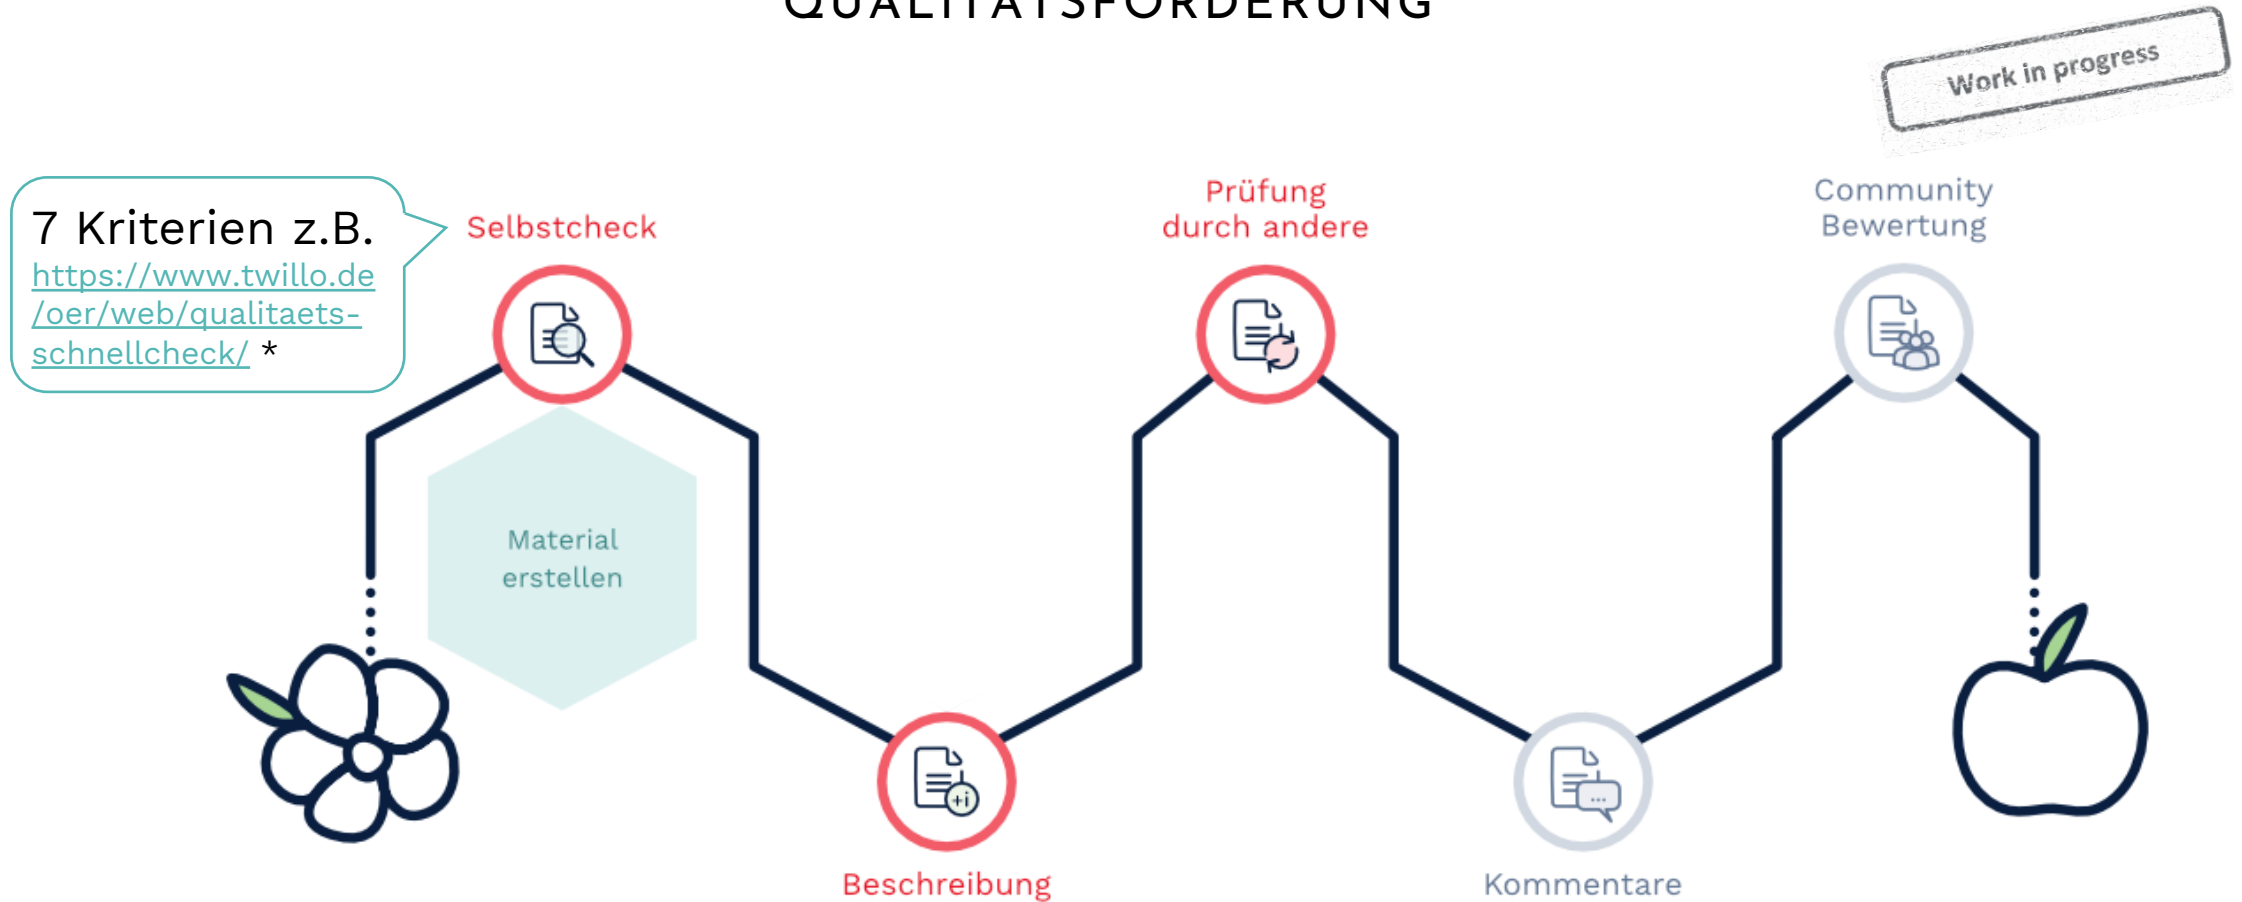 QUALITÄTSFÖRDERUNG
Work in progress
7 Kriterien z.B.
https://www.twillo.de
/oer/web/qualitaets-
schnellcheck/ *
Selbstcheck
Prüfung
durch andere
Community
Bewertung
Material
erstellen
+i
...
Beschreibung
Kommentare